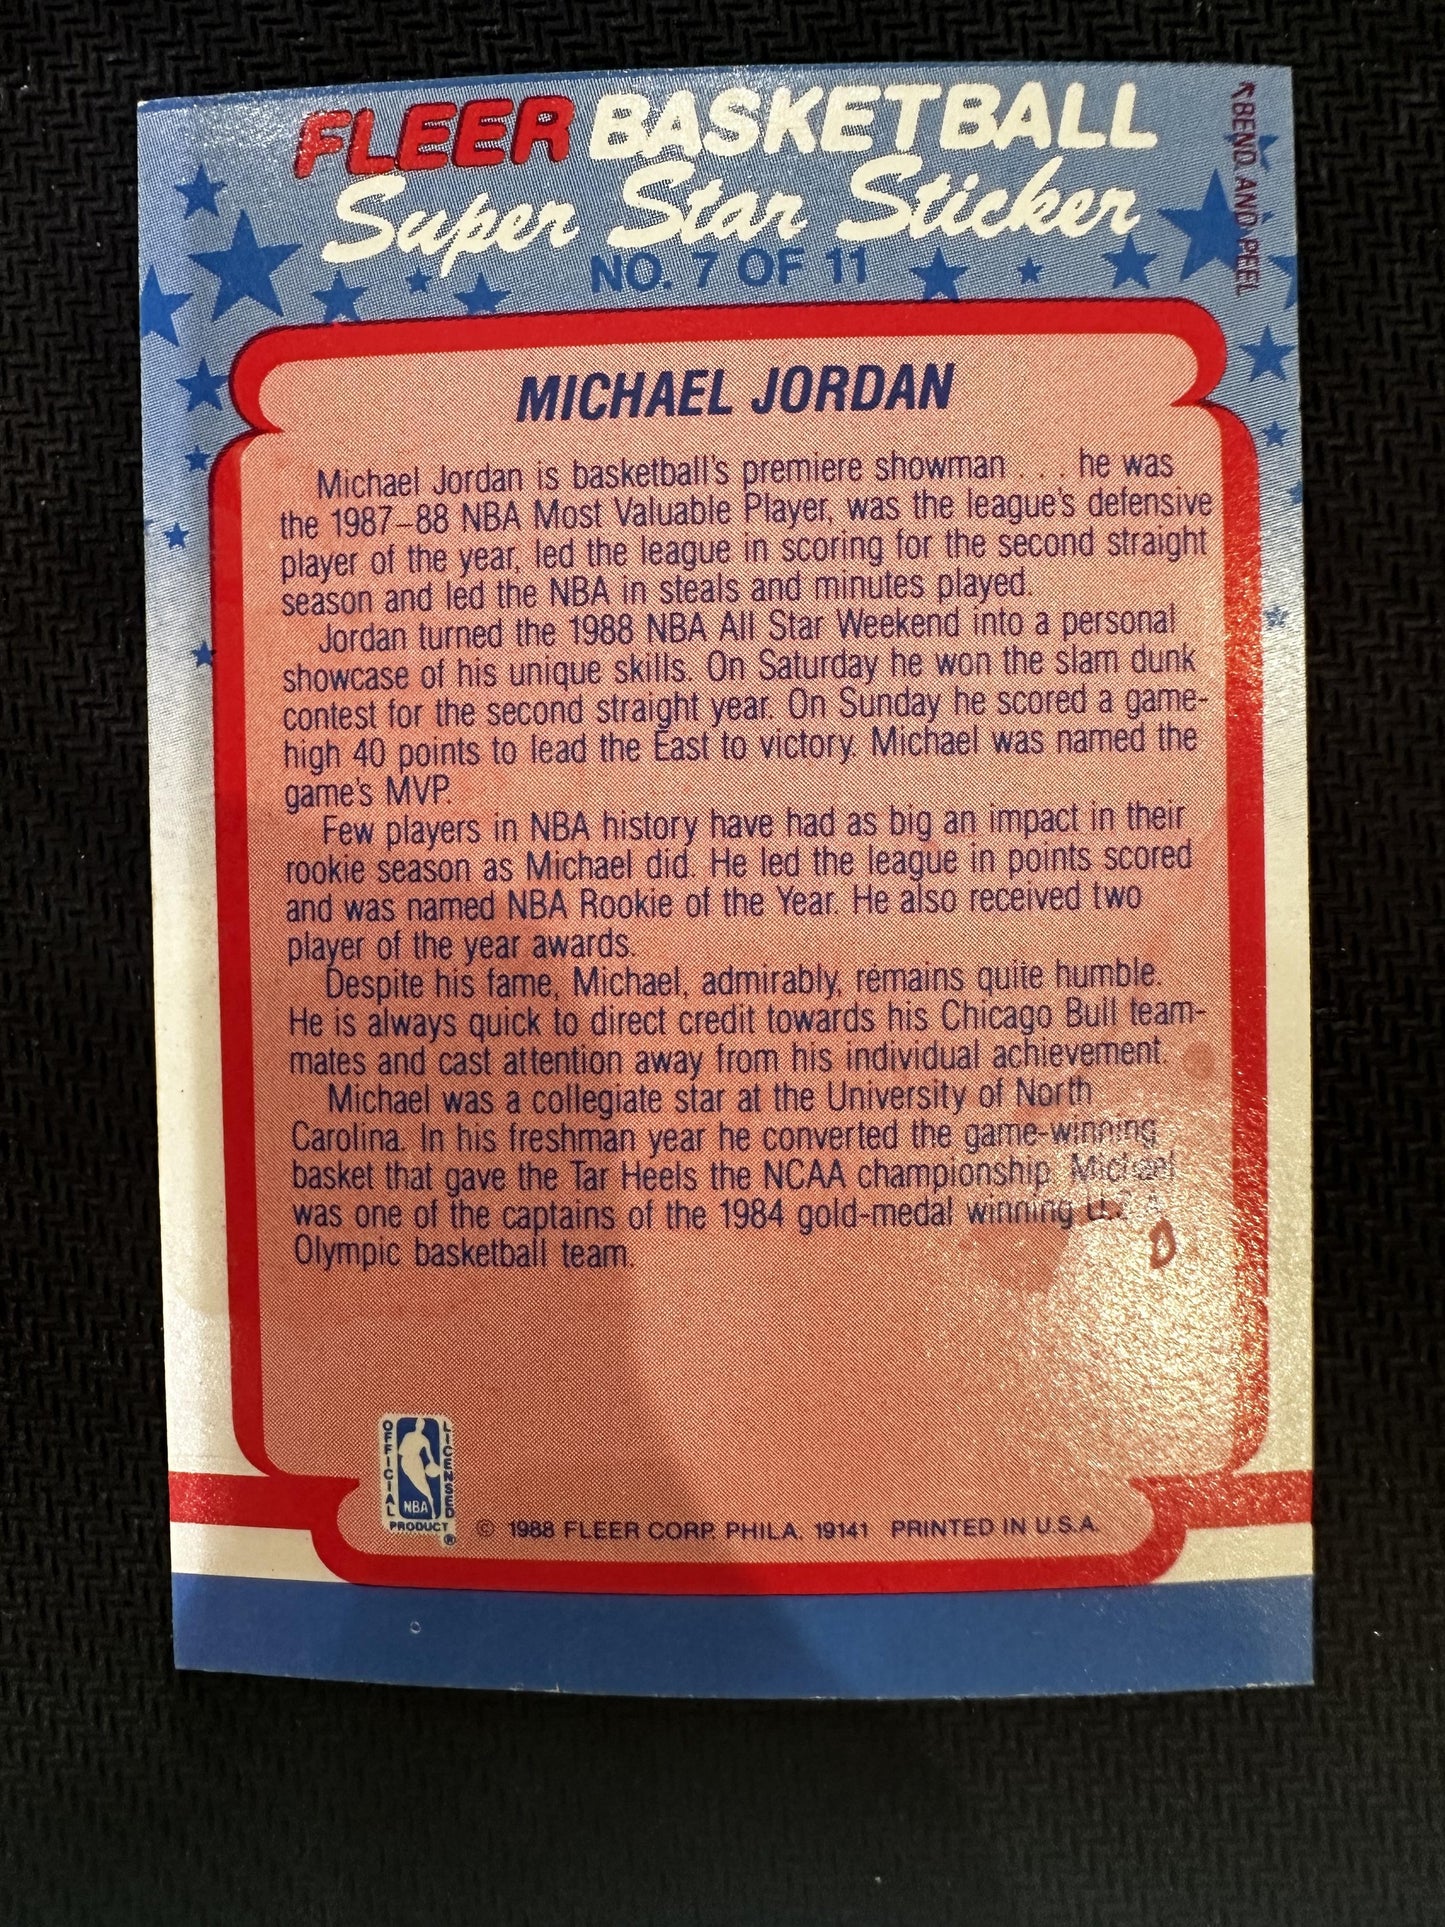 FLEER BASKETBALL
Super Star Sticker
NO. 7 OF 11
↖BEND AND PEEL
MICHAEL JORDAN
Michael Jordan is basketball's premiere showman . . . he was
the 1987–88 NBA Most Valuable Player, was the league's defensive
player of the year, led the league in scoring for the second straight
season and led the NBA in steals and minutes played.
Jordan turned the 1988 NBA All Star Weekend into a personal
showcase of his unique skills. On Saturday he won the slam dunk
contest for the second straight year. On Sunday he scored a game-
high 40 points to lead the East to victory. Michael was named the
game's MVP.
Few players in NBA history have had as big an impact in their
rookie season as Michael did. He led the league in points scored
and was named NBA Rookie of the Year. He also received two
player of the year awards.
Despite his fame, Michael, admirably, remains quite humble.
He is always quick to direct credit towards his Chicago Bull team-
mates and cast attention away from his individual achievement.
Michael was a collegiate star at the University of North
Carolina. In his freshman year he converted the game-winning
basket that gave the Tar Heels the NCAA championship. Michael
was one of the captains of the 1984 gold-medal winning
Olympic basketball team.
OFFICIAL
LICENSED
NBA
PRODUCT ®
© 1988 FLEER CORP. PHILA. 19141 PRINTED IN U.S.A.